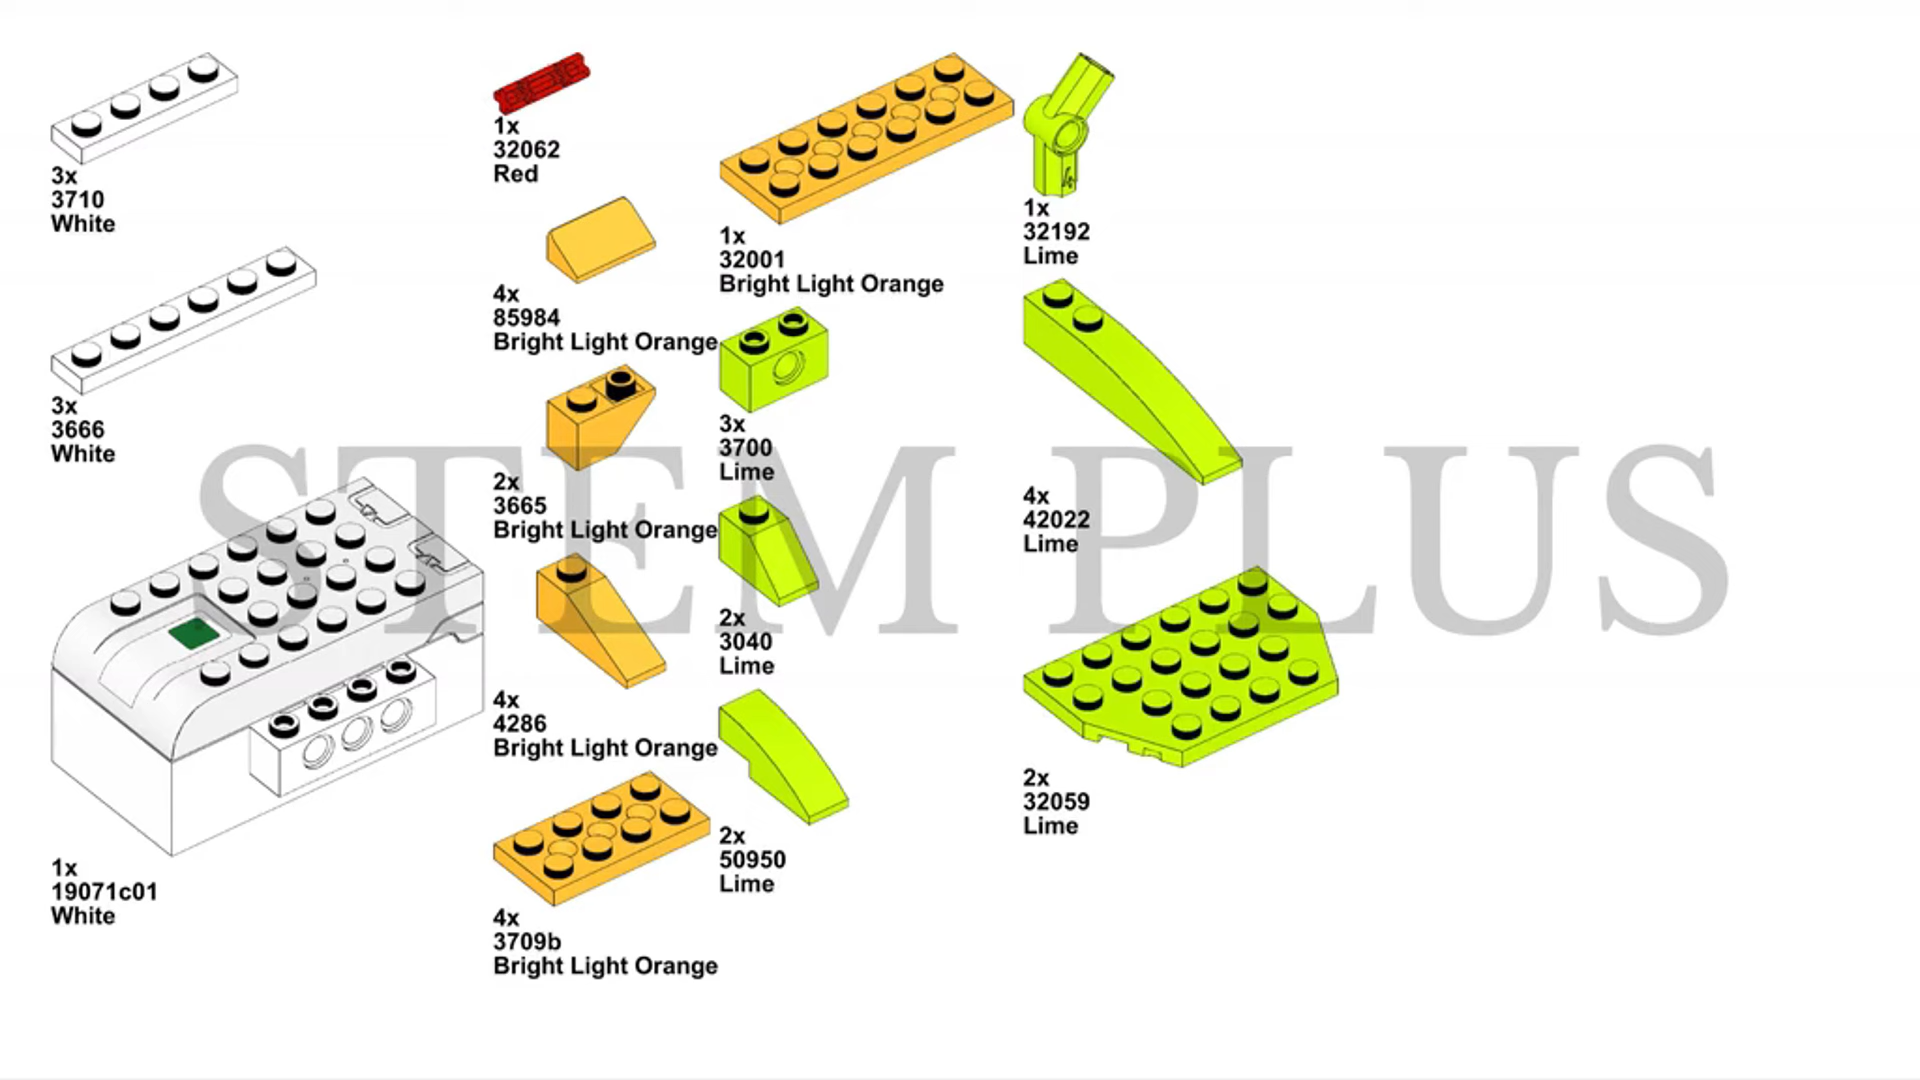 3x
3710
White
3x
3666
White
1x
19071c01
White
1x
32062
Red
4x
85984
Bright Light Orange
2x
3665
Bright Light Orange
4x
4286
Bright Light Orange
4x
3709b
Bright Light Orange
1x
32001
Bright Light Orange
3x
3700
Lime
2x
3040
Lime
2x
50950
Lime
1x
32192
Lime
4x
42022
Lime
2x
32059
Lime
STEM PLUS